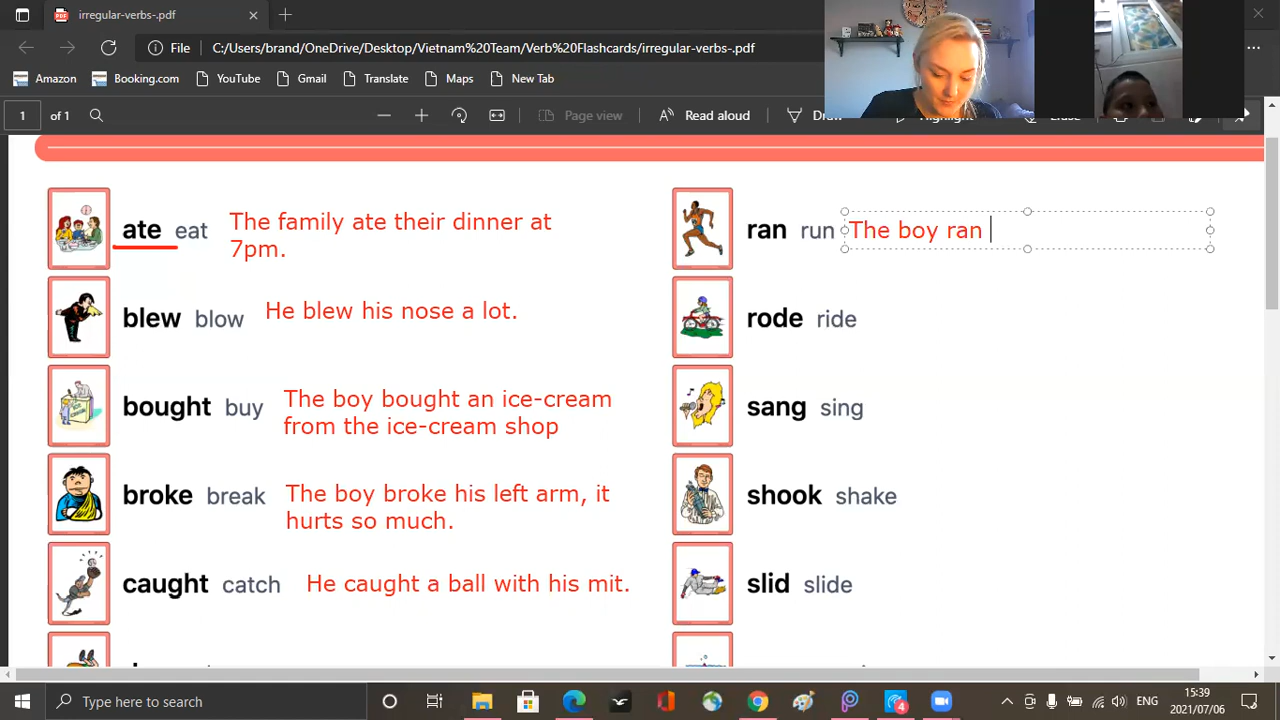 irregular-verbs-.pdf
File C:/Users/brand/OneDrive/Desktop/Vietnam%20Team/Verb%20Flashcards/irregular-verbs-.pdf
Amazon Booking.com YouTube Gmail Translate Maps New Tab
1 of 1 Page view Read aloud Draw
ate eat The family ate their dinner at
7pm.
blew blow He blew his nose a lot.
bought buy The boy bought an ice-cream
from the ice-cream shop
broke break The boy broke his left arm, it
hurts so much.
caught catch He caught a ball with his mit.
ran run The boy ran
rode ride
sang sing
shook shake
slid slide
Type here to search
4
ENG
15:39
2021/07/06